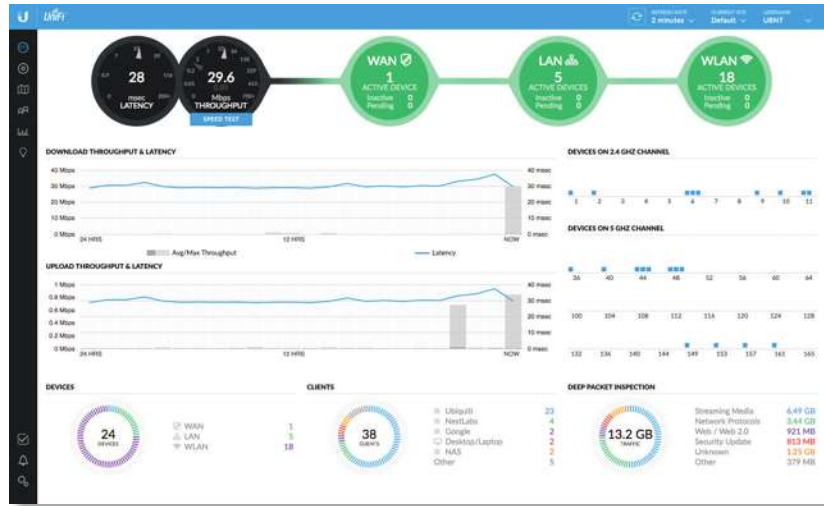 UniFi
REFRESH RATE
2 minutes
CURRENT SITE
Default
USERNAME
UBNT
28
msec
LATENCY
29.6
Mbps
THROUGHPUT
SPEED TEST
WAN
1
ACTIVE DEVICE
Inactive 0
Pending 0
LAN
5
ACTIVE DEVICES
Inactive 0
Pending 0
WLAN
18
ACTIVE DEVICES
Inactive 0
Pending 0
DOWNLOAD THROUGHPUT & LATENCY
40 Mbps
30 Mbps
20 Mbps
10 Mbps
0 Mbps
40 msec
30 msec
20 msec
10 msec
0 msec
24 HRS 12 HRS NOW
Avg/Max Throughput Latency
UPLOAD THROUGHPUT & LATENCY
1 Mbps
0.8 Mbps
0.6 Mbps
0.4 Mbps
0.2 Mbps
0 Mbps
40 msec
30 msec
20 msec
10 msec
0 msec
24 HRS 12 HRS NOW
DEVICES ON 2.4 GHZ CHANNEL
1 2 3 4 5 6 7 8 9 10 11
DEVICES ON 5 GHZ CHANNEL
36 40 44 48 52 56 60 64
100 104 108 112 116 120 124 128
132 136 140 144 149 153 157 161 165
DEVICES
24
DEVICES
WAN 1
LAN 5
WLAN 18
CLIENTS
38
CLIENTS
Ubiquiti 23
NestLabs 4
Google 2
Desktop/Laptop 2
NAS 2
Other 5
DEEP PACKET INSPECTION
13.2 GB
TRAFFIC
Streaming Media 6.49 GB
Network Protocols 3.44 GB
Web / Web 2.0 921 MB
Security Update 813 MB
Unknown 1.25 GB
Other 379 MB